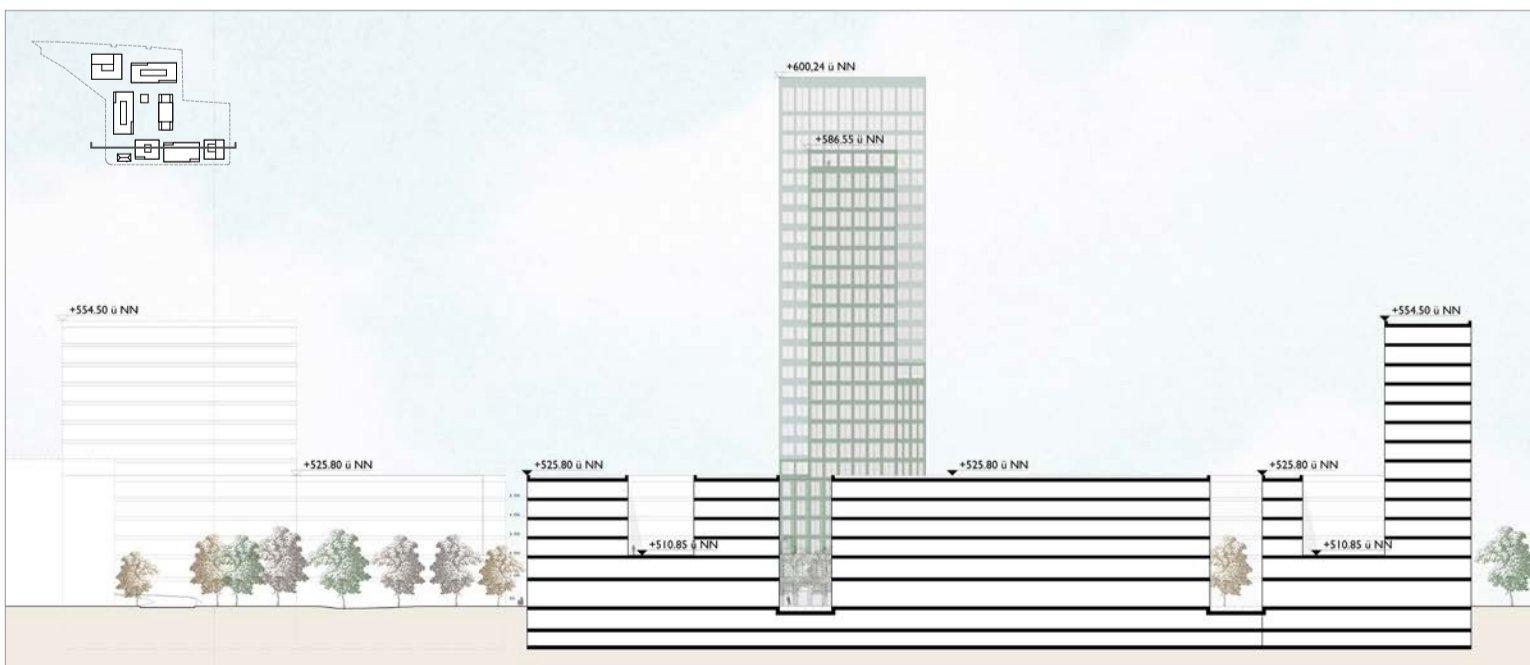 +600,24 ü NN
+586.55 ü NN
+554.50 ü NN
+554.50 ü NN
+525.80 ü NN
+525.80 ü NN
+525.80 ü NN
+525.80 ü NN
+510.85 ü NN
+510.85 ü NN